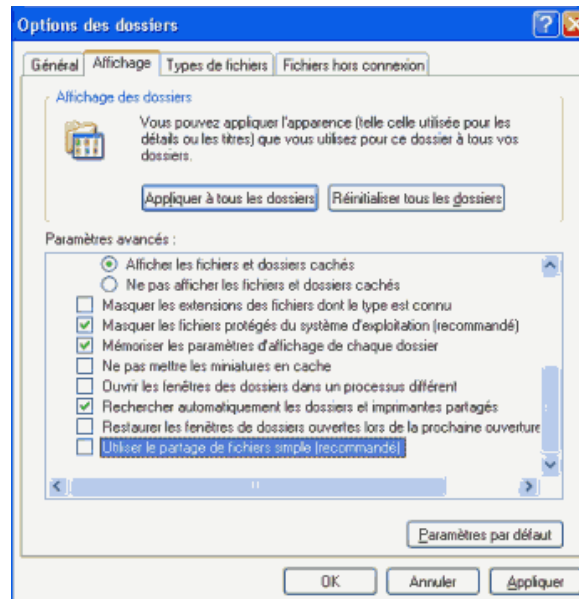 Options des dossiers
Général Affichage Types de fichiers Fichiers hors connexion
Affichage des dossiers
Vous pouvez appliquer l'apparence (telle celle utilisée pour les
détails ou les titres) que vous utilisez pour ce dossier à tous vos
dossiers.
Appliquer à tous les dossiers Réinitialiser tous les dossiers
Paramètres avancés :
Afficher les fichiers et dossiers cachés
Ne pas afficher les fichiers et dossiers cachés
Masquer les extensions des fichiers dont le type est connu
Masquer les fichiers protégés du système d'exploitation (recommandé)
Mémoriser les paramètres d'affichage de chaque dossier
Ne pas mettre les miniatures en cache
Ouvrir les fenêtres des dossiers dans un processus différent
Rechercher automatiquement les dossiers et imprimantes partagés
Restaurer les fenêtres de dossiers ouvertes lors de la prochaine ouverture
Utiliser le partage de fichiers simple (recommandé)
Paramètres par défaut
OK Annuler Appliquer